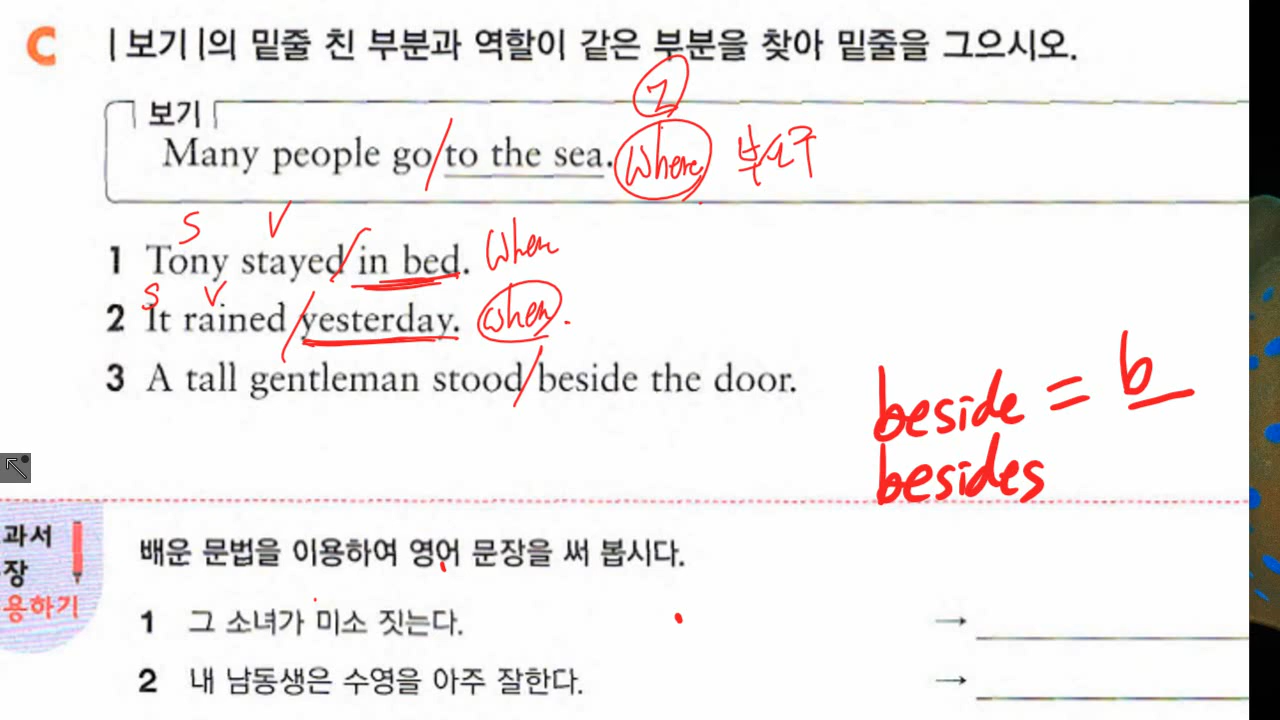 C |보기|의 밑줄 친 부분과 역할이 같은 부분을 찾아 밑줄을 그으시오.
보기
Many people go/to the sea. where 부사구
S V
1 Tony stayed/in bed. where
S V
2 It rained/yesterday. when.
3 A tall gentleman stood/beside the door.
beside = b
besides
과서
장
용하기
배운 문법을 이용하여 영어 문장을 써 봅시다.
1 그 소녀가 미소 짓는다. →
2 내 남동생은 수영을 아주 잘한다. →